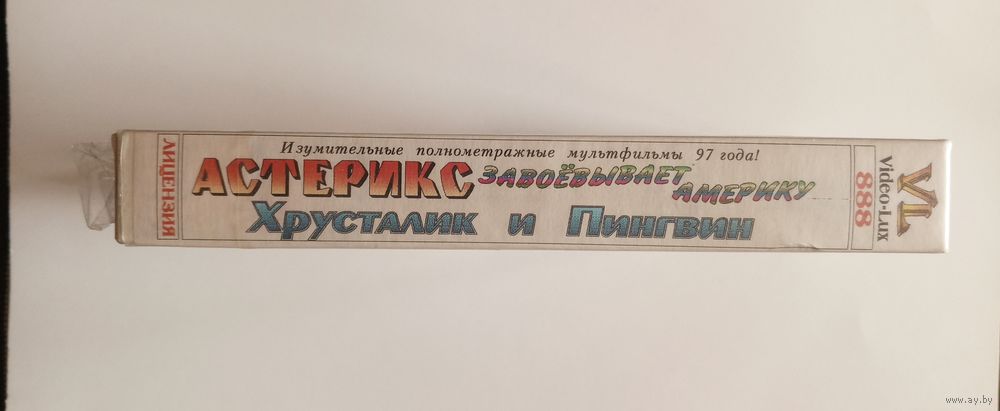 ЛИЦЕНЗИЯ
Изумительные полнометражные мультфильмы 97 года!
АСТЕРИКС ЗАВОЁВЫВАЕТ АМЕРИКУ
Хрусталик и Пингвин
888
Video-Lux
VL
www.ay.by